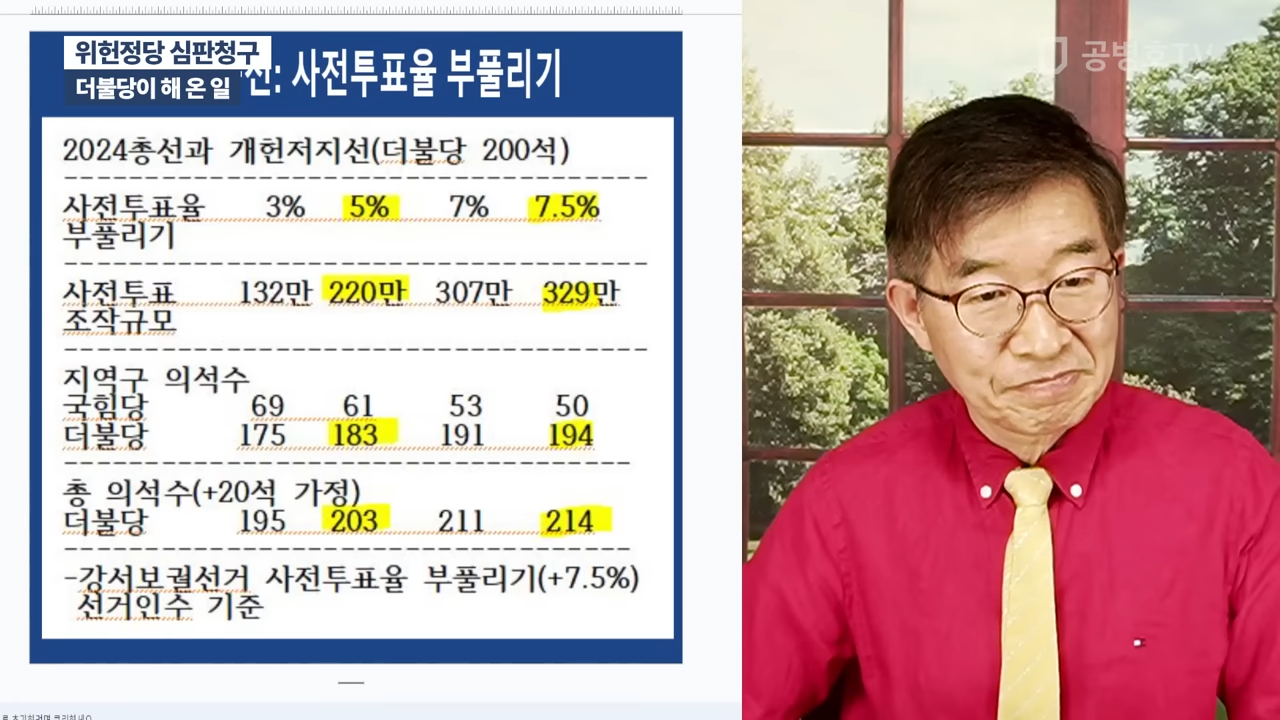 위헌정당 심판청구
더불당이 해 온 일
선: 사전투표율 부풀리기
공병호TV
2024총선과 개헌저지선(더불당 200석)
사전투표율 3% 5% 7% 7.5%
부풀리기
사전투표 132만 220만 307만 329만
조작규모
지역구 의석수
국힘당 69 61 53 50
더불당 175 183 191 194
총 의석수(+20석 가정)
더불당 195 203 211 214
-강서보궐선거 사전투표율 부풀리기(+7.5%)
선거인수 기준